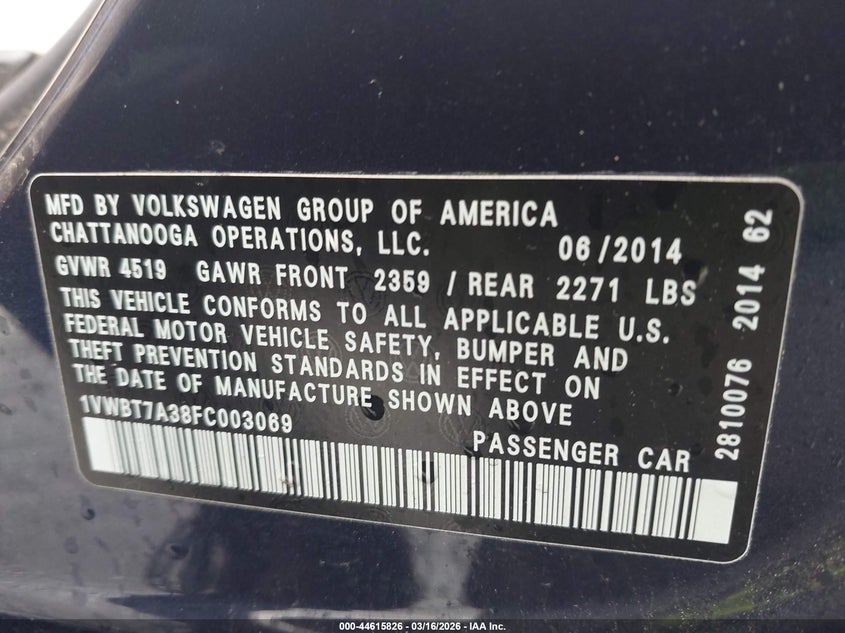 MFD BY VOLKSWAGEN GROUP OF AMERICA
CHATTANOOGA OPERATIONS, LLC. 06/2014
GVWR 4519 GAWR FRONT 2359 / REAR 2271 LBS
THIS VEHICLE CONFORMS TO ALL APPLICABLE U.S.
FEDERAL MOTOR VEHICLE SAFETY, BUMPER AND
THEFT PREVENTION STANDARDS IN EFFECT ON
THE DATE OF MANUFACTURE SHOWN ABOVE
1VWBT7A38FC003069
PASSENGER CAR
2810076 2014 62
000-44615826 - 03/16/2026 - IAA Inc.